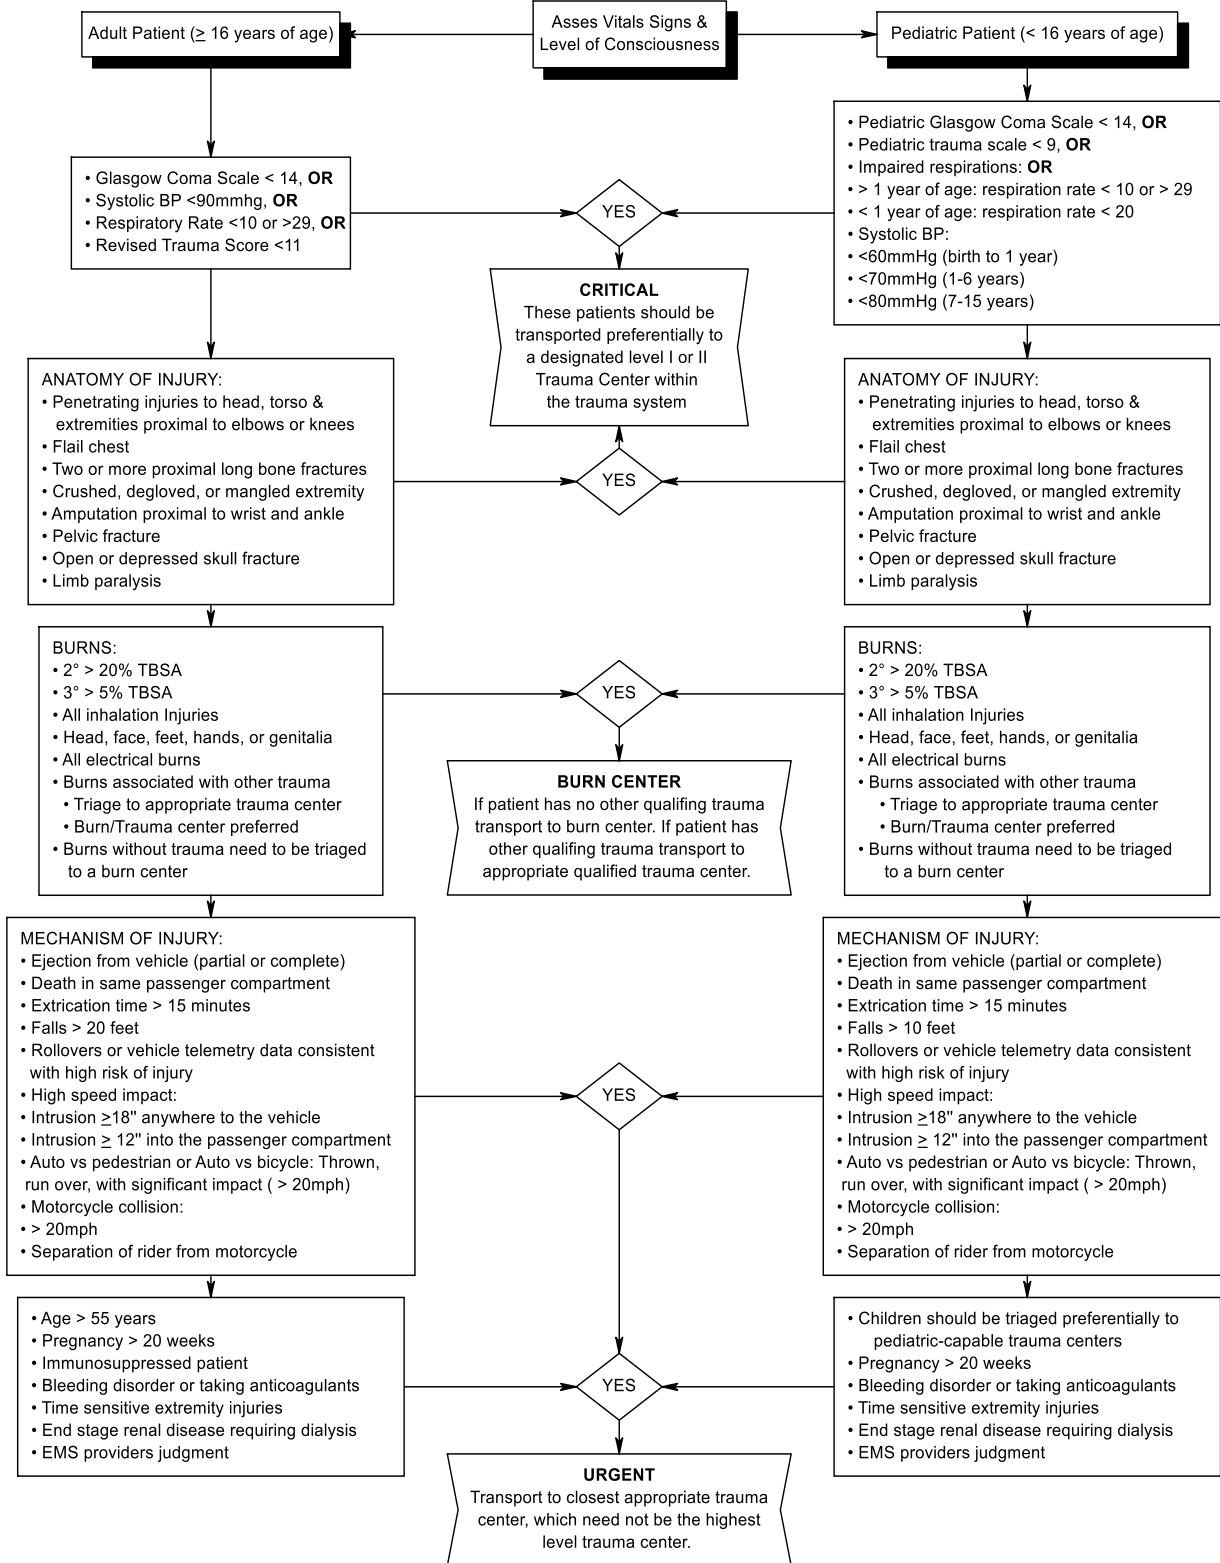 Adult Patient (≥ 16 years of age)
Asses Vitals Signs &
Level of Consciousness
Pediatric Patient (< 16 years of age)
• Glasgow Coma Scale < 14, OR
• Systolic BP <90mmhg, OR
• Respiratory Rate <10 or >29, OR
• Revised Trauma Score <11
YES
• Pediatric Glasgow Coma Scale < 14, OR
• Pediatric trauma scale < 9, OR
• Impaired respirations: OR
• > 1 year of age: respiration rate < 10 or > 29
• < 1 year of age: respiration rate < 20
• Systolic BP:
• <60mmHg (birth to 1 year)
• <70mmHg (1-6 years)
• <80mmHg (7-15 years)
CRITICAL
These patients should be
transported preferentially to
a designated level I or II
Trauma Center within
the trauma system
ANATOMY OF INJURY:
• Penetrating injuries to head, torso &
extremities proximal to elbows or knees
• Flail chest
• Two or more proximal long bone fractures
• Crushed, degloved, or mangled extremity
• Amputation proximal to wrist and ankle
• Pelvic fracture
• Open or depressed skull fracture
• Limb paralysis
YES
ANATOMY OF INJURY:
• Penetrating injuries to head, torso &
extremities proximal to elbows or knees
• Flail chest
• Two or more proximal long bone fractures
• Crushed, degloved, or mangled extremity
• Amputation proximal to wrist and ankle
• Pelvic fracture
• Open or depressed skull fracture
• Limb paralysis
BURNS:
• 2° > 20% TBSA
• 3° > 5% TBSA
• All inhalation Injuries
• Head, face, feet, hands, or genitalia
• All electrical burns
• Burns associated with other trauma
• Triage to appropriate trauma center
• Burn/Trauma center preferred
• Burns without trauma need to be triaged
to a burn center
YES
BURN CENTER
If patient has no other qualifing trauma
transport to burn center. If patient has
other qualifing trauma transport to
appropriate qualified trauma center.
BURNS:
• 2° > 20% TBSA
• 3° > 5% TBSA
• All inhalation Injuries
• Head, face, feet, hands, or genitalia
• All electrical burns
• Burns associated with other trauma
• Triage to appropriate trauma center
• Burn/Trauma center preferred
• Burns without trauma need to be triaged
to a burn center
MECHANISM OF INJURY:
• Ejection from vehicle (partial or complete)
• Death in same passenger compartment
• Extrication time > 15 minutes
• Falls > 20 feet
• Rollovers or vehicle telemetry data consistent
with high risk of injury
• High speed impact:
• Intrusion ≥18" anywhere to the vehicle
• Intrusion ≥ 12" into the passenger compartment
• Auto vs pedestrian or Auto vs bicycle: Thrown,
run over, with significant impact ( > 20mph)
• Motorcycle collision:
• > 20mph
• Separation of rider from motorcycle
YES
MECHANISM OF INJURY:
• Ejection from vehicle (partial or complete)
• Death in same passenger compartment
• Extrication time > 15 minutes
• Falls > 10 feet
• Rollovers or vehicle telemetry data consistent
with high risk of injury
• High speed impact:
• Intrusion ≥18" anywhere to the vehicle
• Intrusion ≥ 12" into the passenger compartment
• Auto vs pedestrian or Auto vs bicycle: Thrown,
run over, with significant impact ( > 20mph)
• Motorcycle collision:
• > 20mph
• Separation of rider from motorcycle
• Age > 55 years
• Pregnancy > 20 weeks
• Immunosuppressed patient
• Bleeding disorder or taking anticoagulants
• Time sensitive extremity injuries
• End stage renal disease requiring dialysis
• EMS providers judgment
YES
• Children should be triaged preferentially to
pediatric-capable trauma centers
• Pregnancy > 20 weeks
• Bleeding disorder or taking anticoagulants
• Time sensitive extremity injuries
• End stage renal disease requiring dialysis
• EMS providers judgment
URGENT
Transport to closest appropriate trauma
center, which need not be the highest
level trauma center.